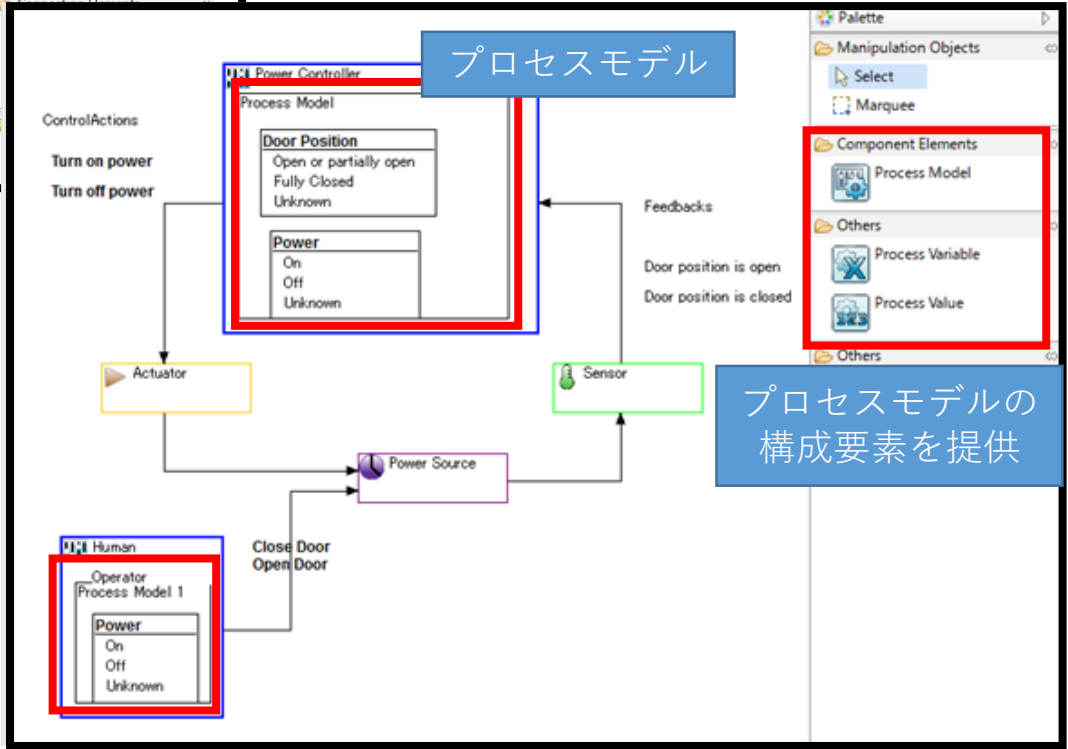 プロセスモデル
Power Controller
Process Model
Door Position
Open or partially open
Fully Closed
Unknown
Power
On
Off
Unknown
ControlActions
Turn on power
Turn off power
Feedbacks
Door position is open
Door position is closed
Actuator
Sensor
Power Source
Human
Operator
Process Model 1
Power
On
Off
Unknown
Close Door
Open Door
Palette
Manipulation Objects
Select
Marquee
Component Elements
Process Model
Others
Process Variable
Process Value
Others
プロセスモデルの
構成要素を提供